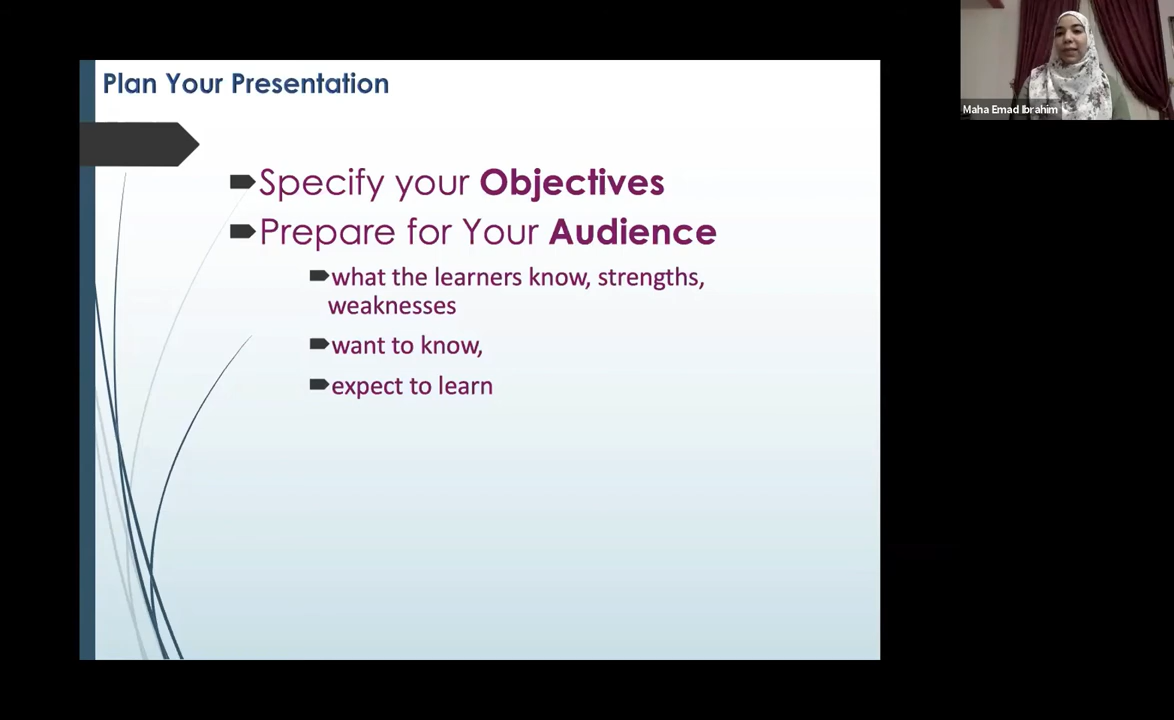 Plan Your Presentation
Specify your Objectives
Prepare for Your Audience
what the learners know, strengths,
weaknesses
want to know,
expect to learn
Maha Emad Ibrahim